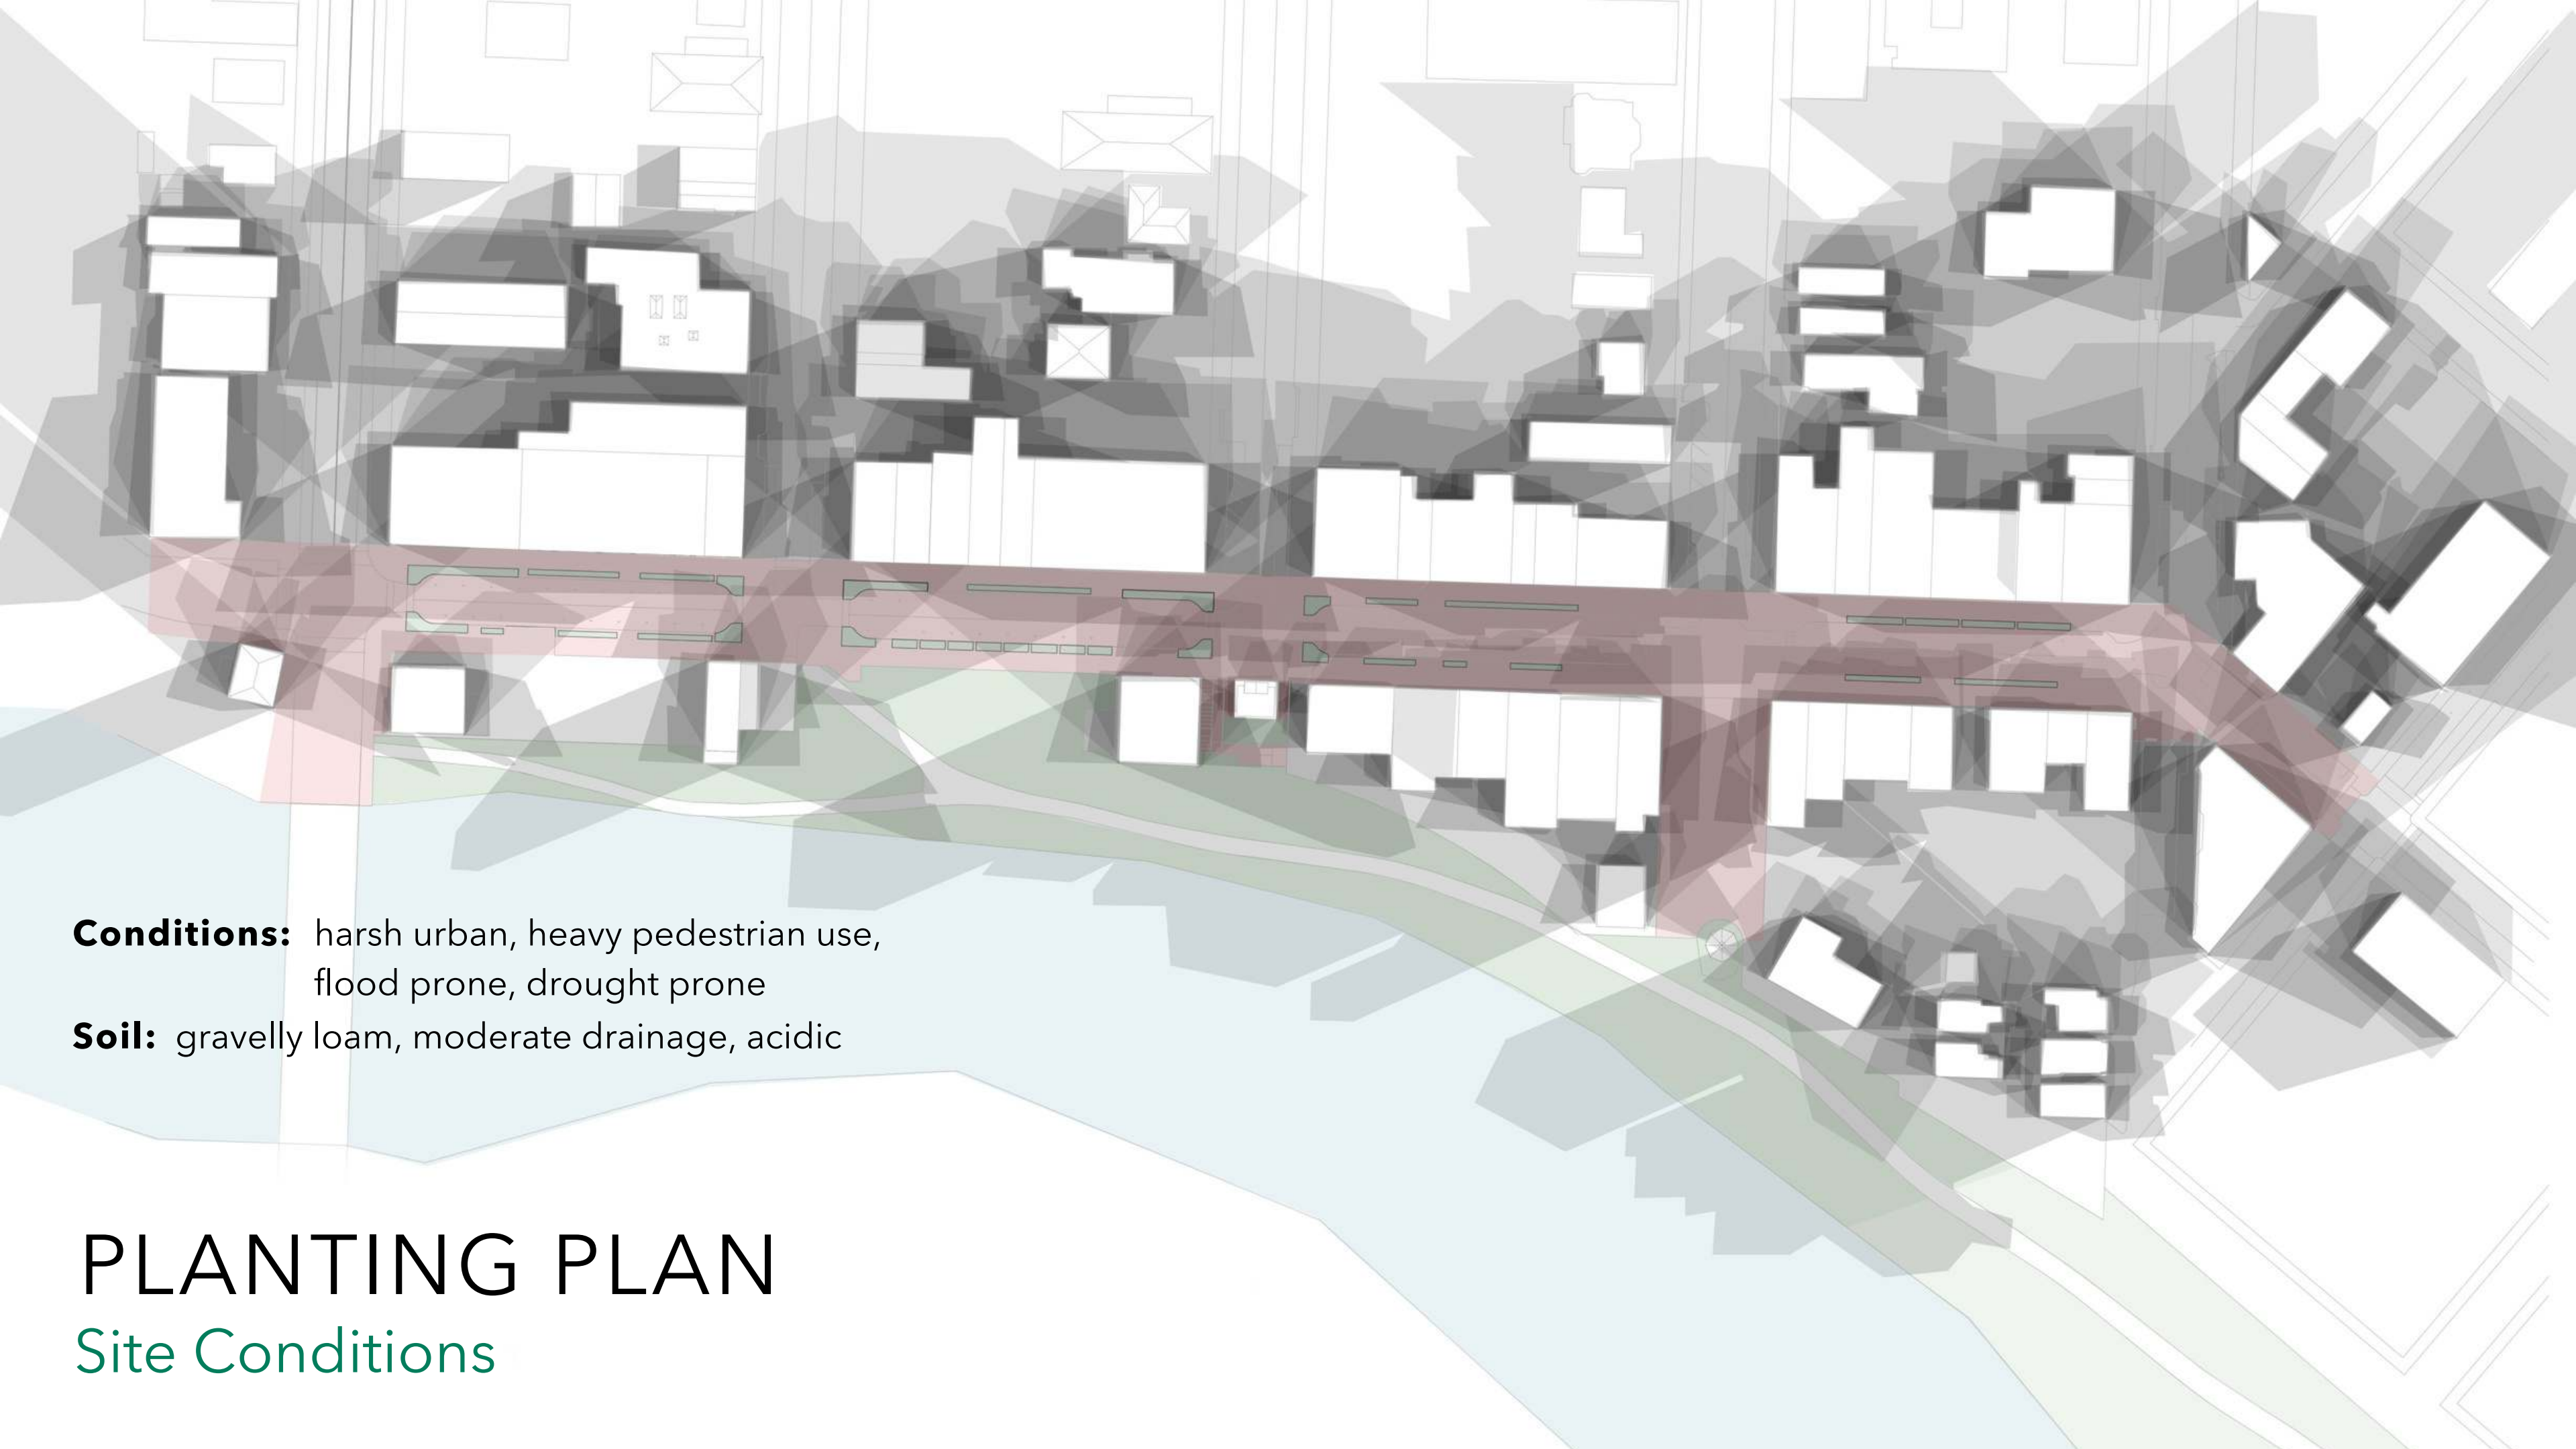 Conditions: harsh urban, heavy pedestrian use,
flood prone, drought prone
Soil: gravelly loam, moderate drainage, acidic
PLANTING PLAN
Site Conditions